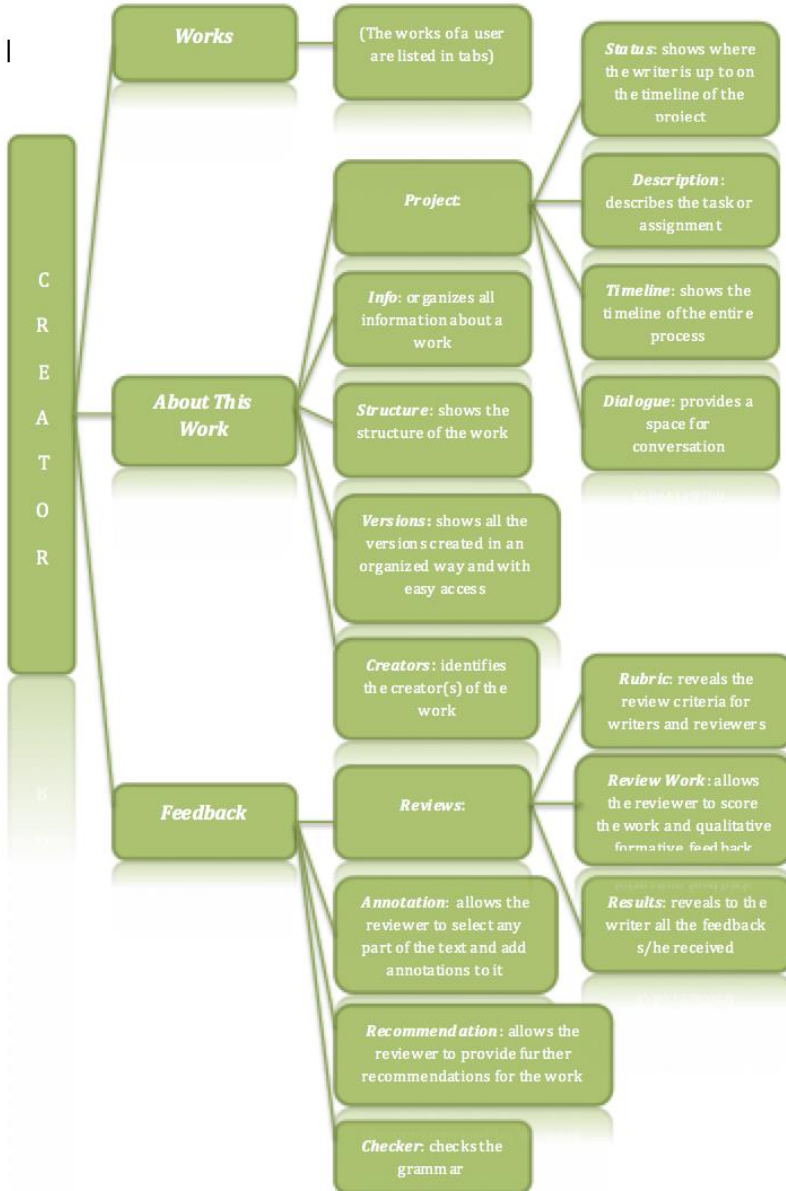 Works
(The works of a user
are listed in tabs)
Status: shows where
the writer is up to on
the timeline of the
project
Description:
describes the task or
assignment
Timeline: shows the
timeline of the entire
process
Dialogue: provides a
space for
conversation
Project:
Info: organizes all
information about a
work
Structure: shows the
structure of the work
Versions: shows all the
versions created in an
organized way and with
easy access
Creators: identifies
the creator(s) of the
work
About This
Work
C
R
E
A
T
O
R
Feedback
Reviews:
Rubric: reveals the
review criteria for
writers and reviewers
Review Work: allows
the reviewer to score
the work and qualitative
formative feedback
Results: reveals to the
writer all the feedback
s/he received
Annotation: allows the
reviewer to select any
part of the text and add
annotations to it
Recommendation: allows the
reviewer to provide further
recommendations for the work
Checker: checks the
grammar